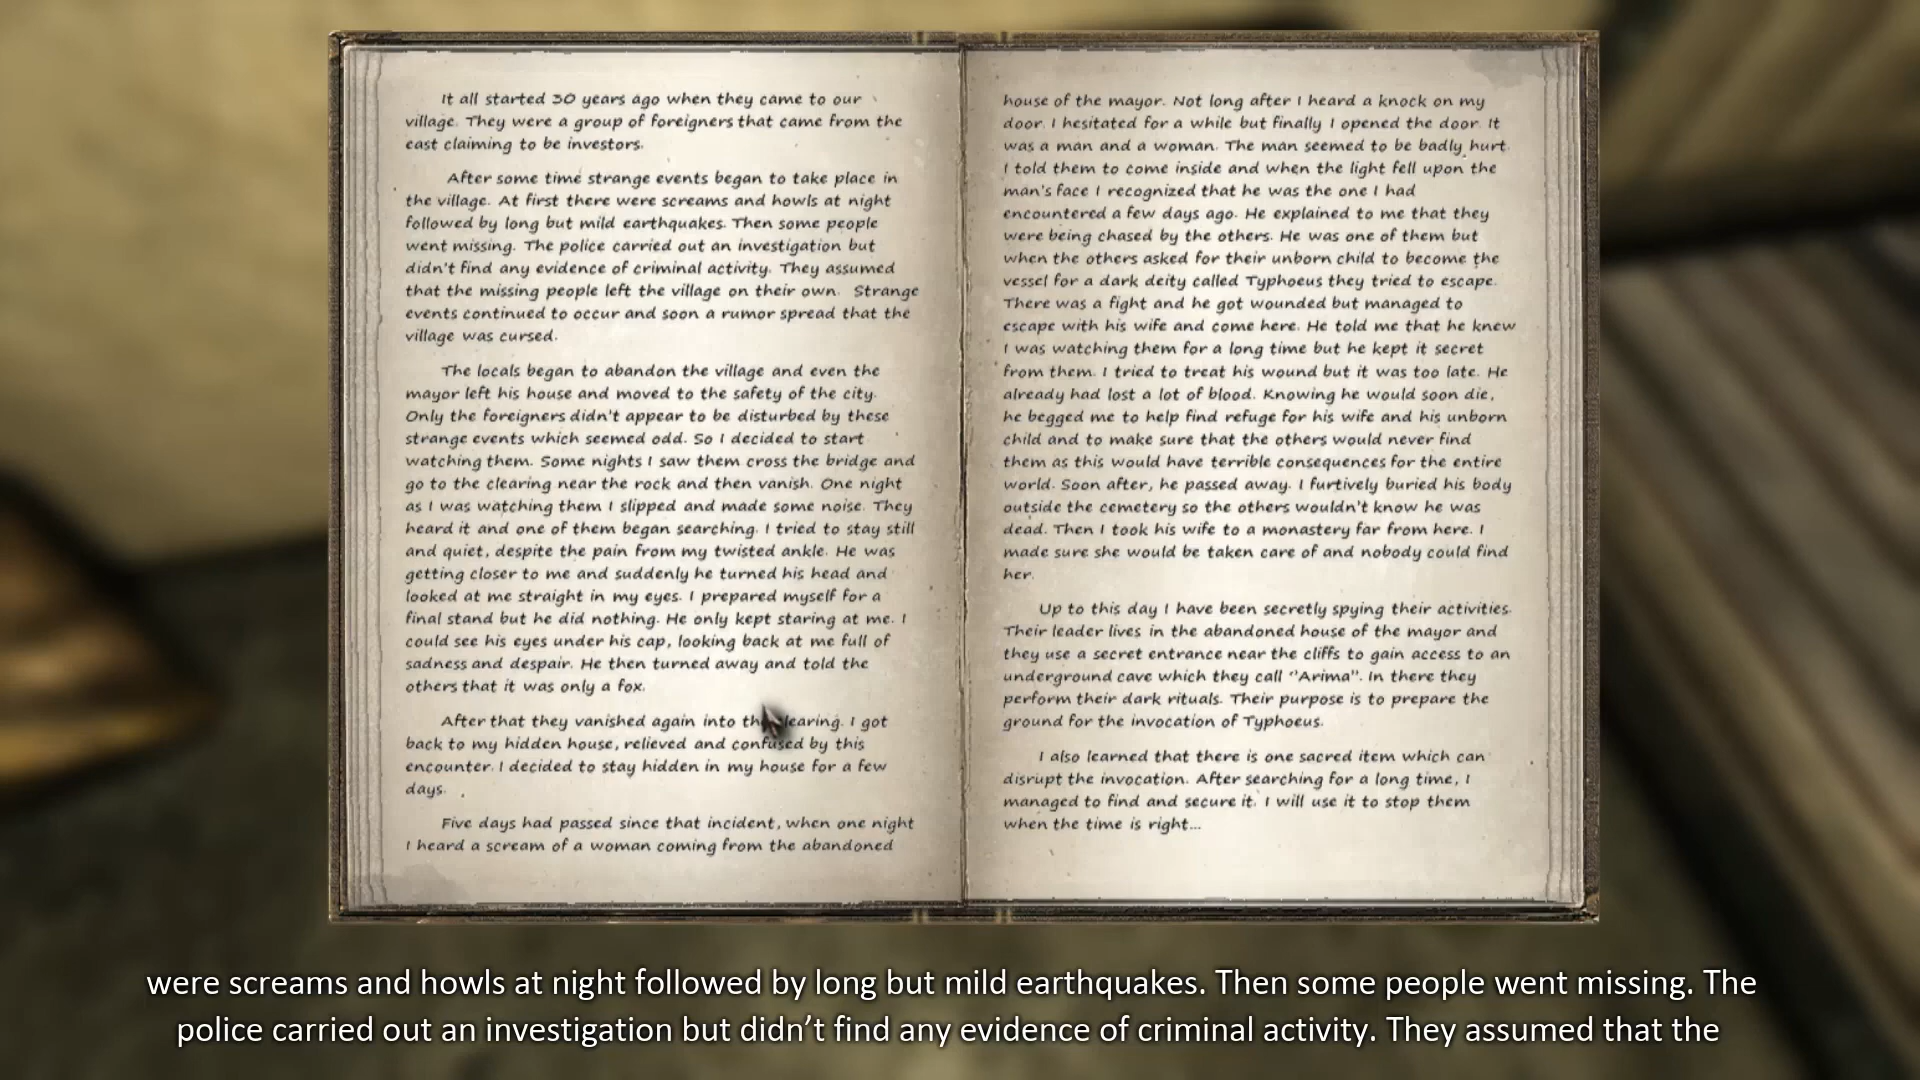 It all started 30 years ago when they came to our
village. They were a group of foreigners that came from the
east claiming to be investors.
After some time strange events began to take place in
the village. At first there were screams and howls at night
followed by long but mild earthquakes. Then some people
went missing. The police carried out an investigation but
didn't find any evidence of criminal activity. They assumed
that the missing people left the village on their own. Strange
events continued to occur and soon a rumor spread that the
village was cursed.
The locals began to abandon the village and even the
mayor left his house and moved to the safety of the city.
Only the foreigners didn't appear to be disturbed by these
strange events which seemed odd. So I decided to start
watching them. Some nights I saw them cross the bridge and
go to the clearing near the rock and then vanish. One night
as I was watching them I slipped and made some noise. They
heard it and one of them began searching. I tried to stay still
and quiet, despite the pain from my twisted ankle. He was
getting closer to me and suddenly he turned his head and
looked at me straight in my eyes. I prepared myself for a
final stand but he did nothing. He only kept staring at me. I
could see his eyes under his cap, looking back at me full of
sadness and despair. He then turned away and told the
others that it was only a fox.
After that they vanished again into the clearing. I got
back to my hidden house, relieved and confused by this
encounter. I decided to stay hidden in my house for a few
days.
Five days had passed since that incident, when one night
I heard a scream of a woman coming from the abandoned
house of the mayor. Not long after I heard a knock on my
door. I hesitated for a while but finally I opened the door. It
was a man and a woman. The man seemed to be badly hurt.
I told them to come inside and when the light fell upon the
man's face I recognized that he was the one I had
encountered a few days ago. He explained to me that they
were being chased by the others. He was one of them but
when the others asked for their unborn child to become the
vessel for a dark deity called Typhoeus they tried to escape.
There was a fight and he got wounded but managed to
escape with his wife and come here. He told me that he knew
I was watching them for a long time but he kept it secret
from them. I tried to treat his wound but it was too late. He
already had lost a lot of blood. Knowing he would soon die,
he begged me to help find refuge for his wife and his unborn
child and to make sure that the others would never find
them as this would have terrible consequences for the entire
world. Soon after, he passed away. I furtively buried his body
outside the cemetery so the others wouldn't know he was
dead. Then I took his wife to a monastery far from here. I
made sure she would be taken care of and nobody could find
her.
Up to this day I have been secretly spying their activities.
Their leader lives in the abandoned house of the mayor and
they use a secret entrance near the cliffs to gain access to an
underground cave which they call "Arima". In there they
perform their dark rituals. Their purpose is to prepare the
ground for the invocation of Typhoeus.
I also learned that there is one sacred item which can
disrupt the invocation. After searching for a long time, I
managed to find and secure it. I will use it to stop them
when the time is right...
were screams and howls at night followed by long but mild earthquakes. Then some people went missing. The
police carried out an investigation but didn't find any evidence of criminal activity. They assumed that the